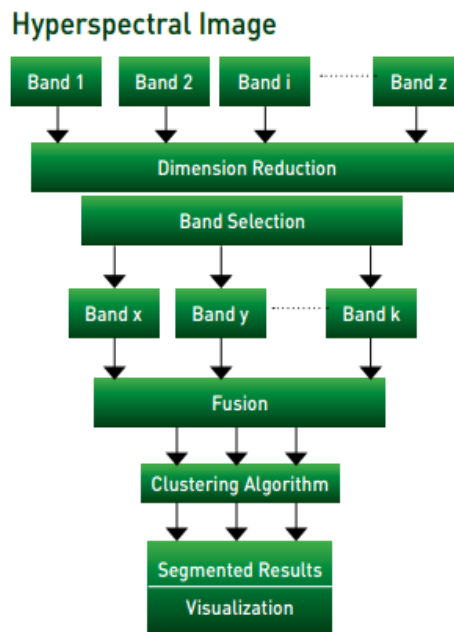 Hyperspectral Image
Band 1 Band 2 Band i Band z
Dimension Reduction
Band Selection
Band x Band y Band k
Fusion
Clustering Algorithm
Segmented Results
Visualization